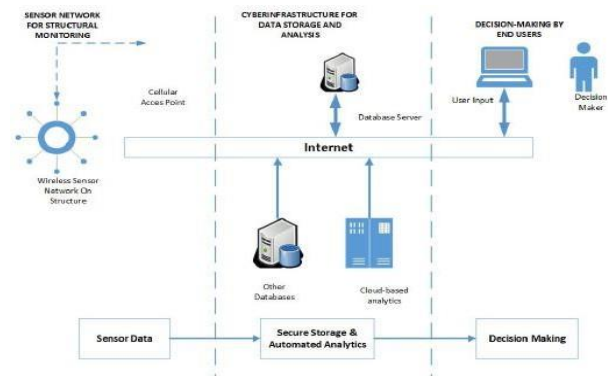 SENSOR NETWORK
FOR STRUCTURAL
MONITORING
CYBERINFRASTRUCTURE FOR
DATA STORAGE AND
ANALYSIS
DECISION-MAKING BY
END USERS
Cellular
Acces Point
Database Server
User Input
Decision
Maker
Internet
Wireless Sensor
Network On
Structure
Other
Databases
Cloud-based
analytics
Sensor Data
Secure Storage &
Automated Analytics
Decision Making